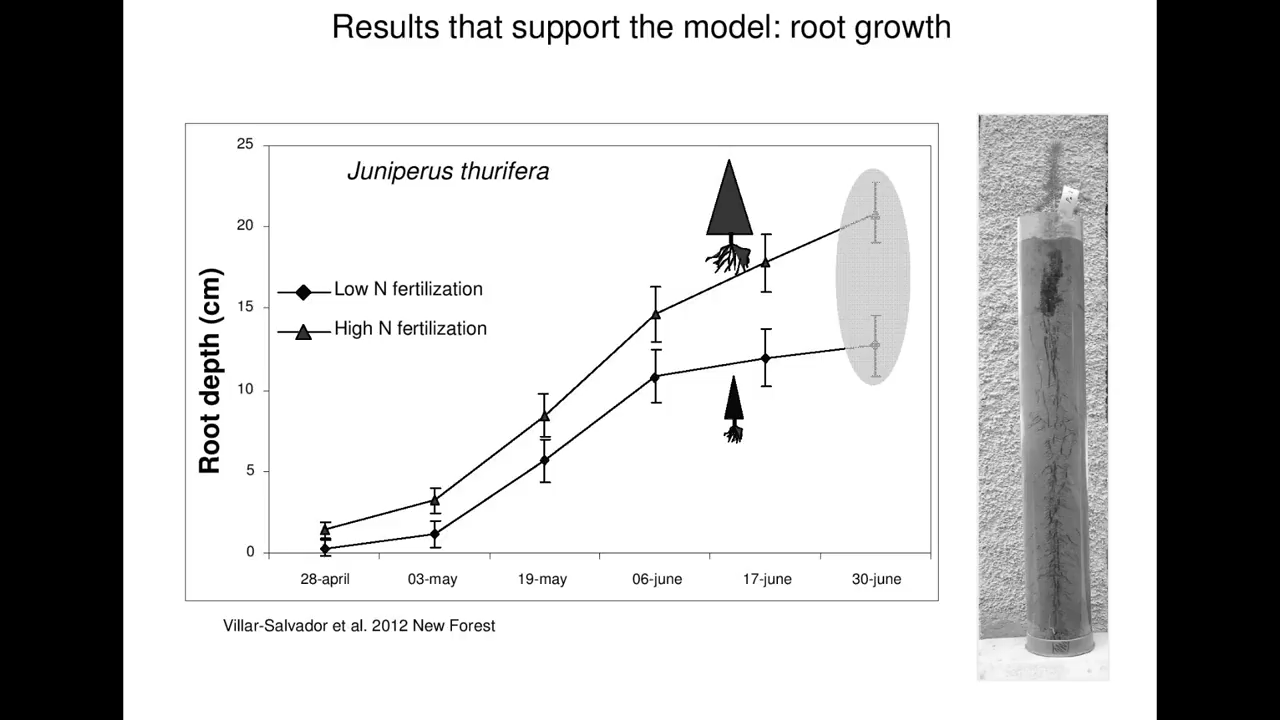 Results that support the model: root growth
Juniperus thurifera
25
20
15
10
5
0
Root depth (cm)
Low N fertilization
High N fertilization
28-april 03-may 19-may 06-june 17-june 30-june
Villar-Salvador et al. 2012 New Forest